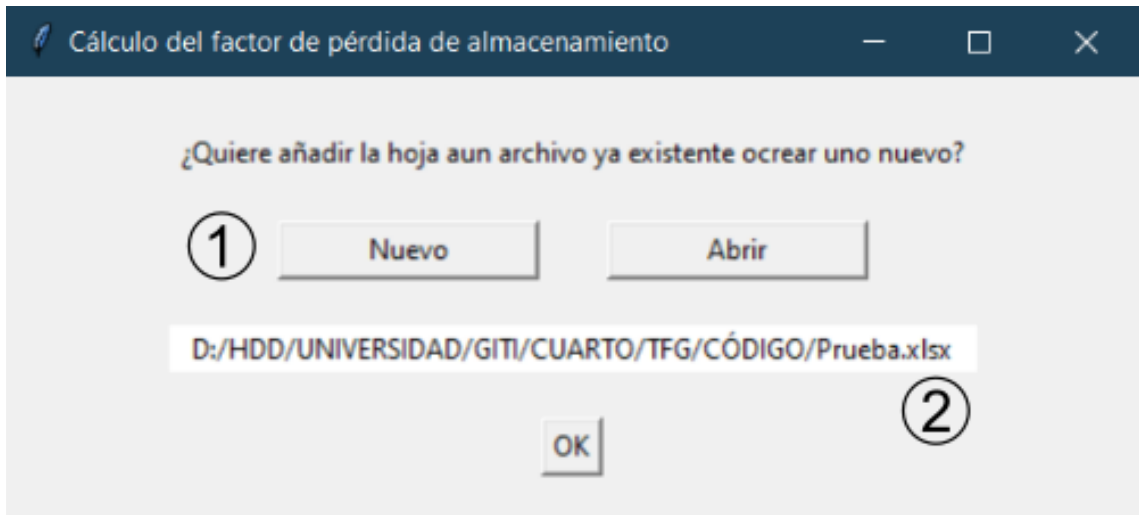 Cálculo del factor de pérdida de almacenamiento
¿Quiere añadir la hoja aun archivo ya existente ocrear uno nuevo?
1 Nuevo Abrir
D:/HDD/UNIVERSIDAD/GITI/CUARTO/TFG/CÓDIGO/Prueba.xlsx
2
OK